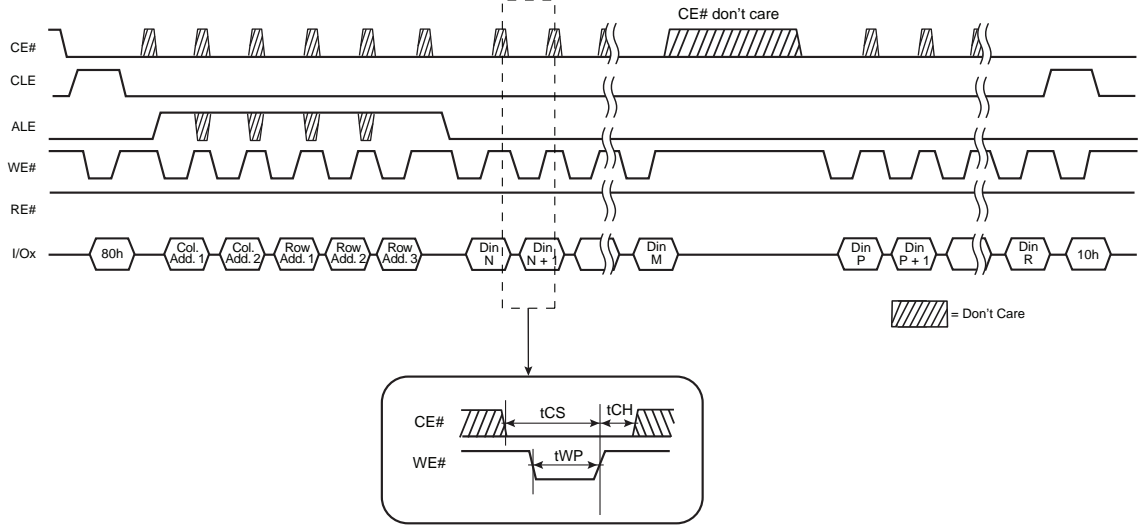 CE# don't care
CE#
CLE
ALE
WE#
RE#
I/Ox
80h
Col.
Add. 1
Col.
Add. 2
Row
Add. 1
Row
Add. 2
Row
Add. 3
Din
N
Din
N + 1
Din
M
Din
P
Din
P + 1
Din
R
10h
= Don't Care
CE#
tCS
tCH
WE#
tWP